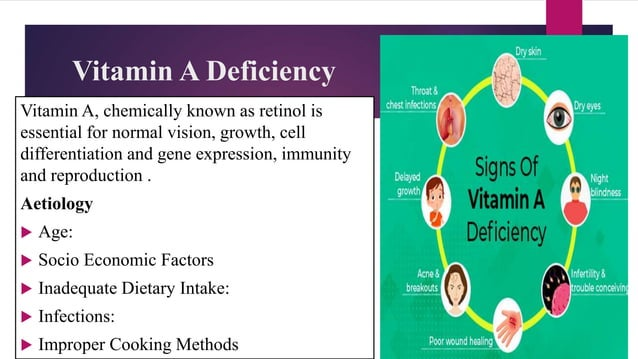 Vitamin A Deficiency
Vitamin A, chemically known as retinol is
essential for normal vision, growth, cell
differentiation and gene expression, immunity
and reproduction .
Aetiology
Age:
Socio Economic Factors
Inadequate Dietary Intake:
Infections:
Improper Cooking Methods
Signs Of
Vitamin A
Deficiency
Dry skin
Dry eyes
Night
blindness
Infertility &
trouble conceiving
Poor wound healing
Acne &
breakouts
Delayed
growth
Throat &
chest infections